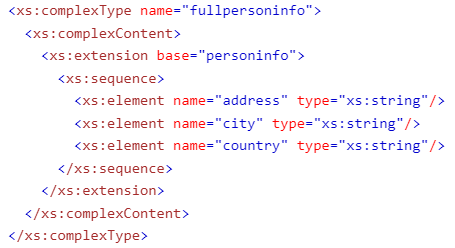 <xs:complexType name="fullpersoninfo">
  <xs:complexContent>
    <xs:extension base="personinfo">
      <xs:sequence>
        <xs:element name="address" type="xs:string"/>
        <xs:element name="city" type="xs:string"/>
        <xs:element name="country" type="xs:string"/>
      </xs:sequence>
    </xs:extension>
  </xs:complexContent>
</xs:complexType>